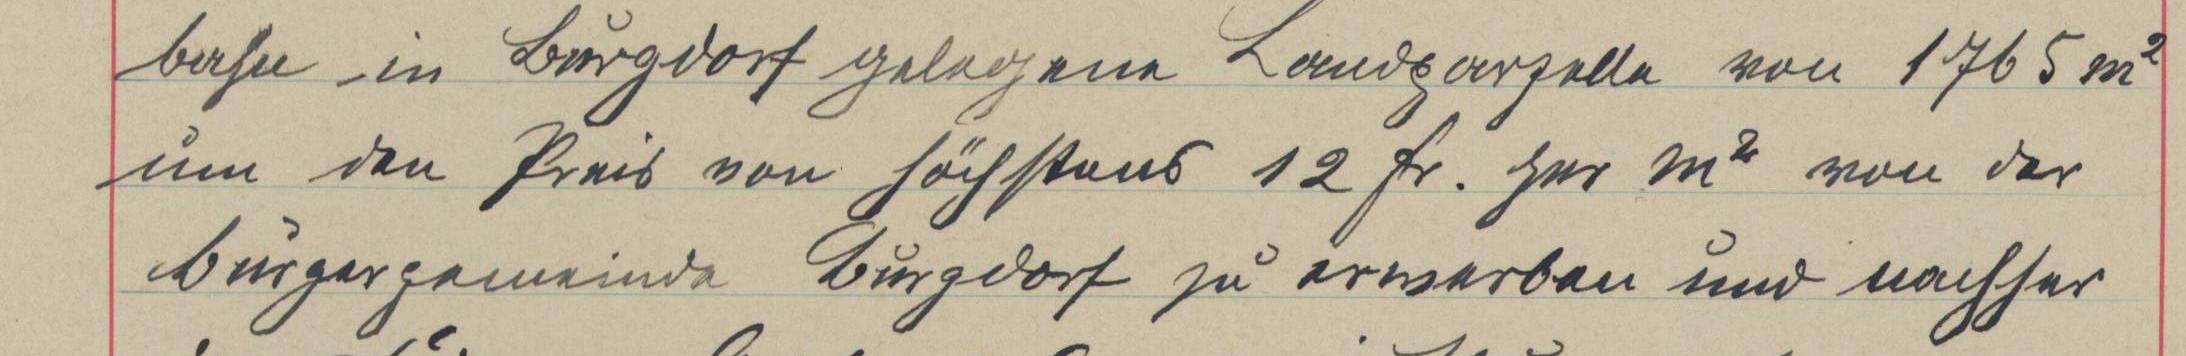 bahn in Burgdorf gelegene Landparzelle von 1765 m²
um den Preis von höchstens 12 fr. per m² von der
Burgergemeinde Burgdorf zu erwerben und nachher